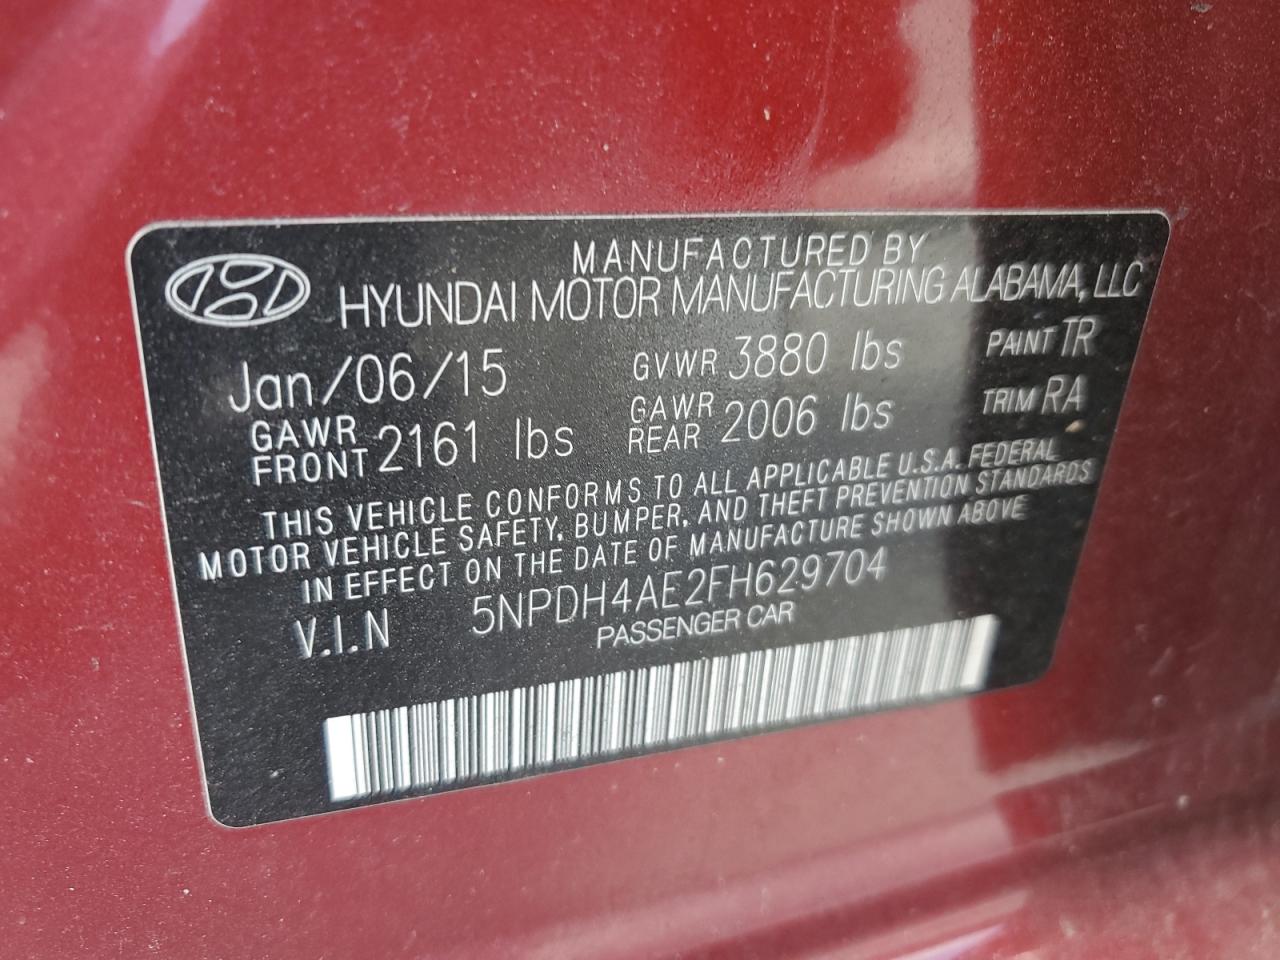 MANUFACTURED BY
HYUNDAI MOTOR MANUFACTURING ALABAMA, LLC
Jan/06/15 GVWR 3880 lbs PAINT TR
GAWR FRONT 2161 lbs GAWR REAR 2006 lbs TRIM RA
THIS VEHICLE CONFORMS TO ALL APPLICABLE U.S.A. FEDERAL
MOTOR VEHICLE SAFETY, BUMPER, AND THEFT PREVENTION STANDARDS
IN EFFECT ON THE DATE OF MANUFACTURE SHOWN ABOVE
V.I.N 5NPDH4AE2FH629704
PASSENGER CAR